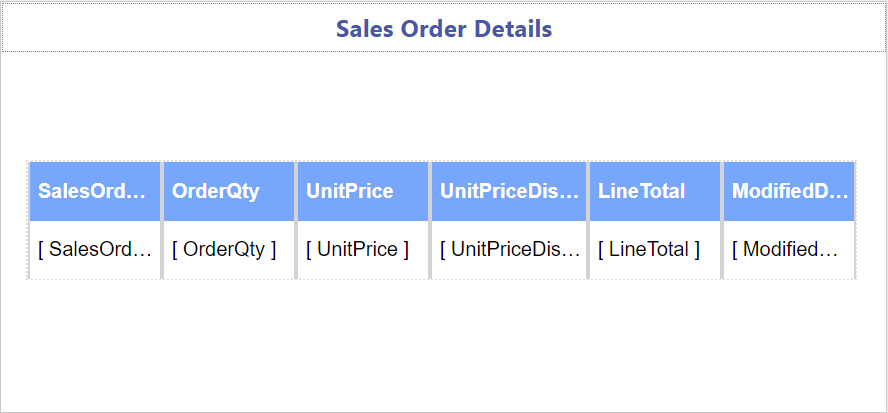 Sales Order Details
SalesOrd... OrderQty UnitPrice UnitPriceDis... LineTotal ModifiedD...
[ SalesOrd... [ OrderQty ] [ UnitPrice ] [ UnitPriceDis... [ LineTotal ] [ Modified...